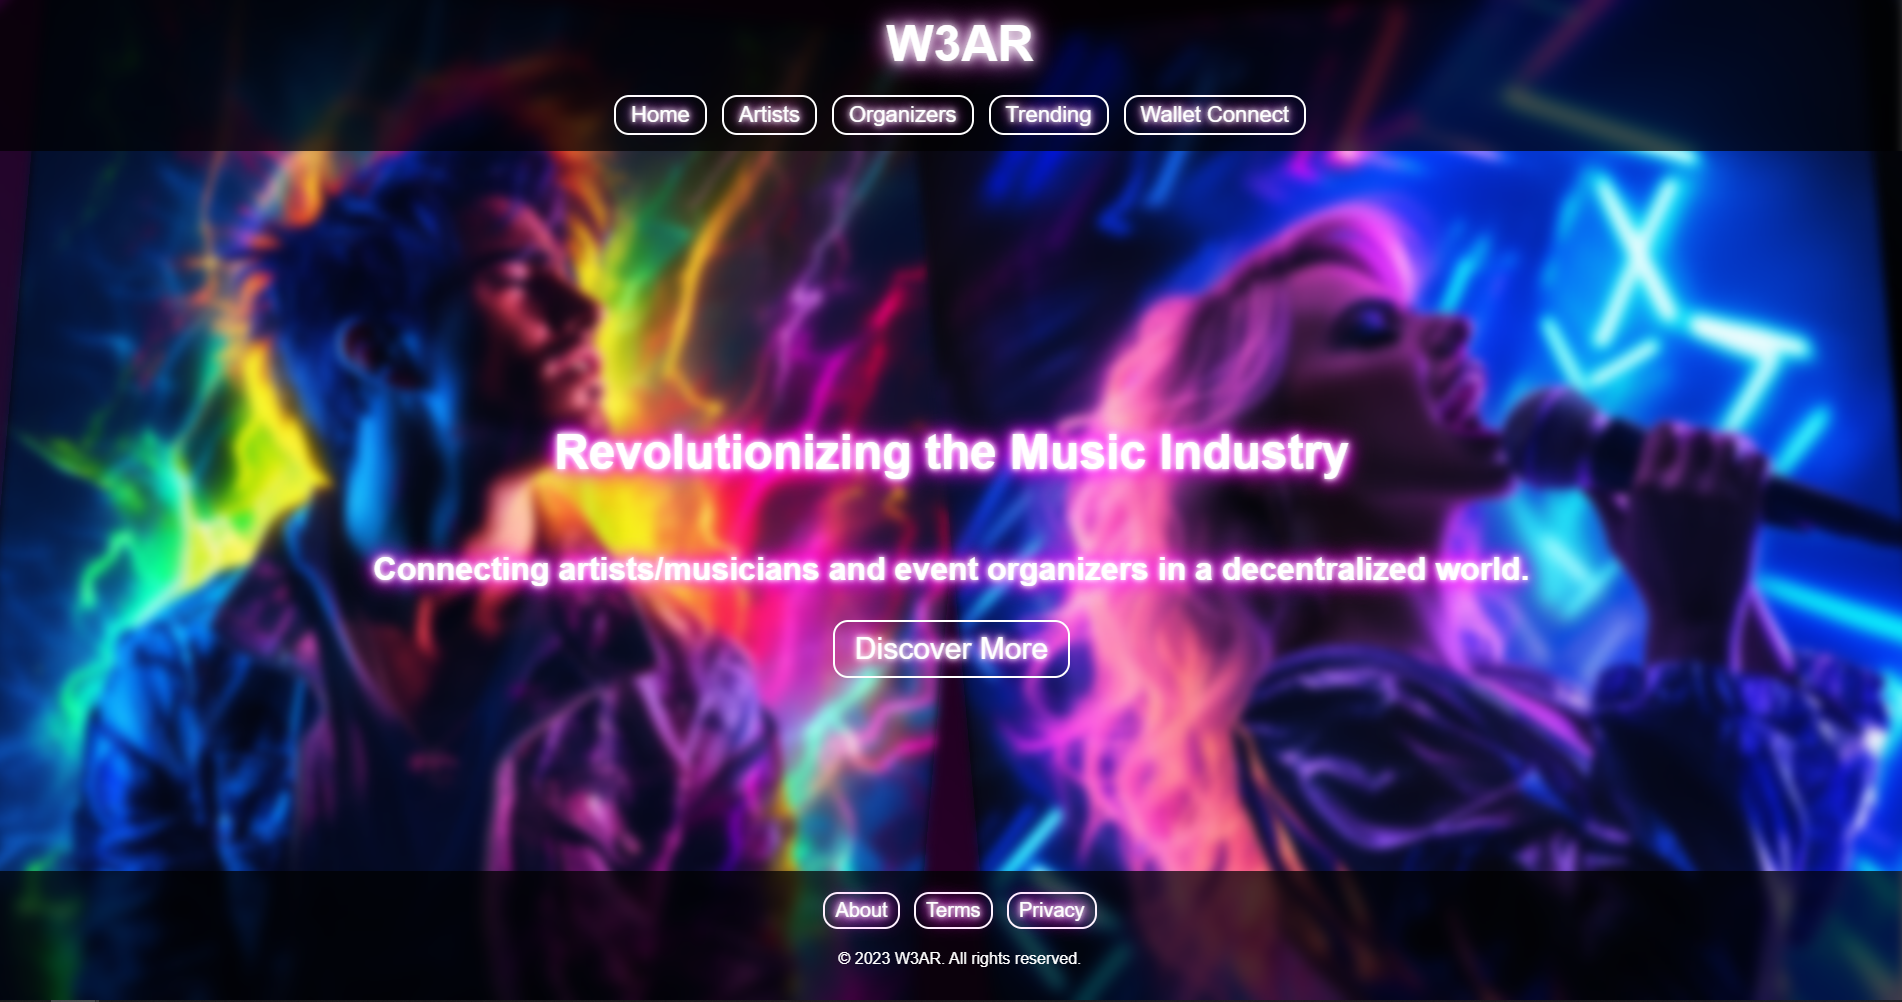 W3AR
Home Artists Organizers Trending Wallet Connect
Revolutionizing the Music Industry
Connecting artists/musicians and event organizers in a decentralized world.
Discover More
About Terms Privacy
© 2023 W3AR. All rights reserved.